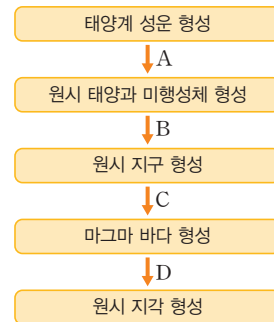 태양계 성운 형성
A
원시 태양과 미행성체 형성
B
원시 지구 형성
C
마그마 바다 형성
D
원시 지각 형성